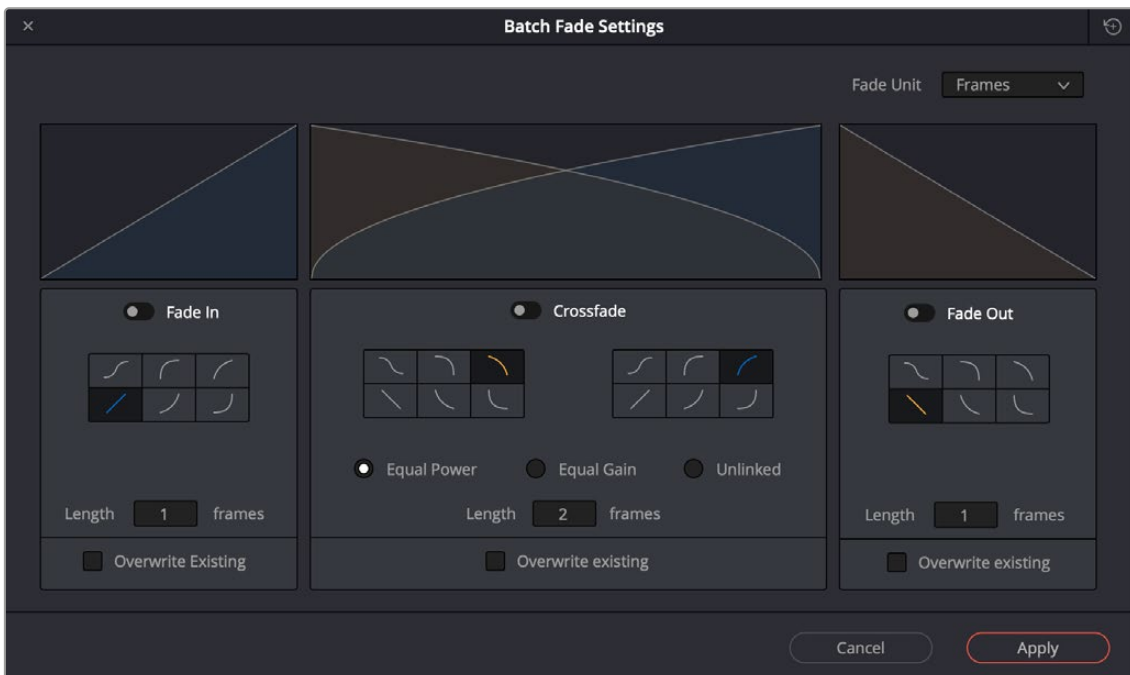 Batch Fade Settings
Fade Unit Frames
Fade In
Crossfade
Fade Out
Equal Power Equal Gain Unlinked
Length 1 frames
Length 2 frames
Length 1 frames
Overwrite Existing
Overwrite existing
Overwrite existing
Cancel Apply